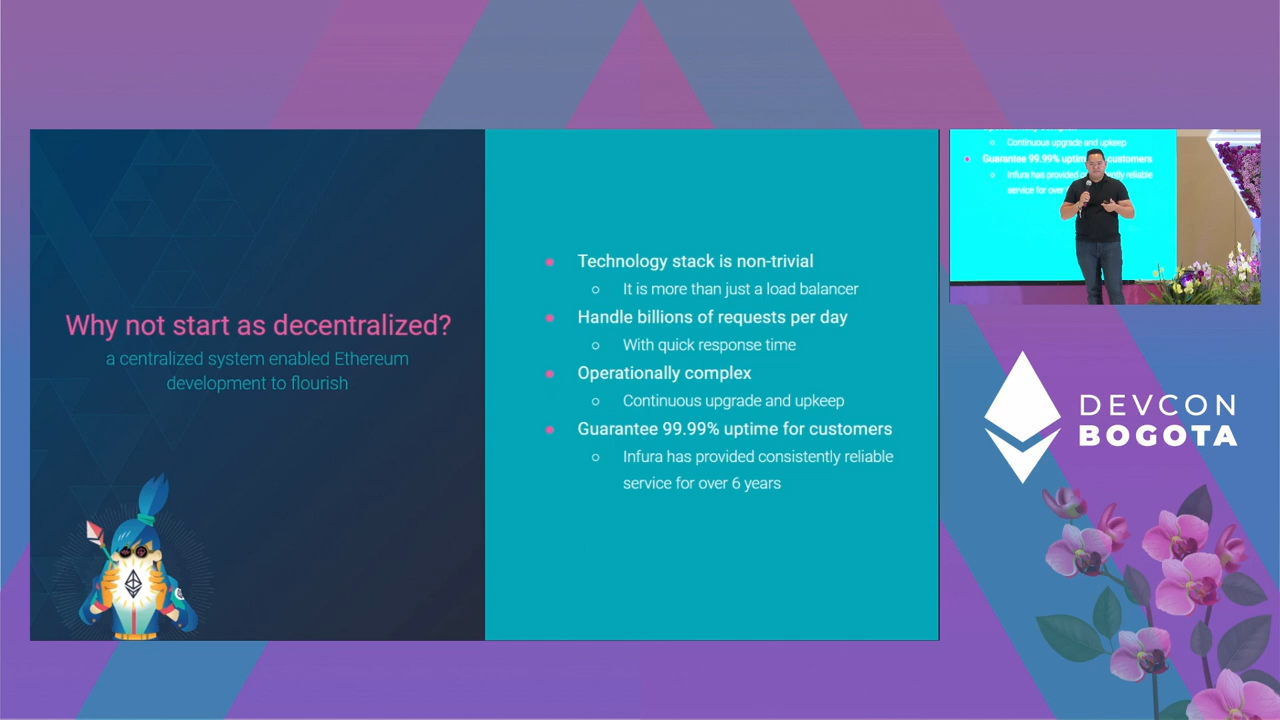 Why not start as decentralized?
a centralized system enabled Ethereum
development to flourish
• Technology stack is non-trivial
○ It is more than just a load balancer
• Handle billions of requests per day
○ With quick response time
• Operationally complex
○ Continuous upgrade and upkeep
• Guarantee 99.99% uptime for customers
○ Infura has provided consistently reliable
service for over 6 years
○ Continuous upgrade and upkeep
• Guarantee 99.99% uptime customers
○ Infura has provided reliable
service for over
DEVCON
BOGOTA